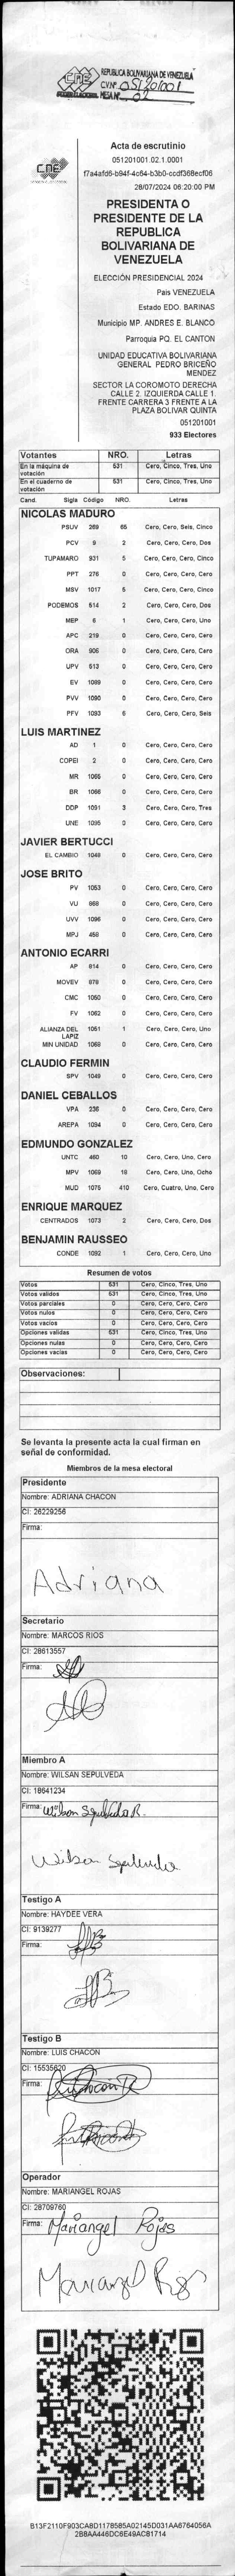 CNE REPUBLICA BOLIVARIANA DE VENEZUELA
CVNº 051201001
PODER ELECTORAL MESA Nº 02
CNE
Acta de escrutinio
051201001.02.1.0001
f7a4afd6-b94f-4c64-b3b0-ccdf368ecf06
28/07/2024 06:20:00 PM
PRESIDENTA O
PRESIDENTE DE LA
REPUBLICA
BOLIVARIANA DE
VENEZUELA
ELECCIÓN PRESIDENCIAL 2024
Pais VENEZUELA
Estado EDO. BARINAS
Municipio MP. ANDRES E. BLANCO
Parroquia PQ. EL CANTON
UNIDAD EDUCATIVA BOLIVARIANA
GENERAL PEDRO BRICEÑO
MENDEZ
SECTOR LA COROMOTO DERECHA
CALLE 2. IZQUIERDA CALLE 1.
FRENTE CARRERA 3 FRENTE A LA
PLAZA BOLIVAR QUINTA
051201001
933 Electores
Votantes NRO. Letras
En la máquina de votación 531 Cero, Cinco, Tres, Uno
En el cuaderno de votación 531 Cero, Cinco, Tres, Uno
Cand. Sigla Código NRO. Letras
NICOLAS MADURO
PSUV 269 65 Cero, Cero, Seis, Cinco
PCV 9 2 Cero, Cero, Cero, Dos
TUPAMARO 931 5 Cero, Cero, Cero, Cinco
PPT 276 0 Cero, Cero, Cero, Cero
MSV 1017 5 Cero, Cero, Cero, Cinco
PODEMOS 514 2 Cero, Cero, Cero, Dos
MEP 6 1 Cero, Cero, Cero, Uno
APC 219 0 Cero, Cero, Cero, Cero
ORA 906 0 Cero, Cero, Cero, Cero
UPV 513 0 Cero, Cero, Cero, Cero
EV 1089 0 Cero, Cero, Cero, Cero
PVV 1090 0 Cero, Cero, Cero, Cero
PFV 1093 6 Cero, Cero, Cero, Seis
LUIS MARTINEZ
AD 1 0 Cero, Cero, Cero, Cero
COPEI 2 0 Cero, Cero, Cero, Cero
MR 1065 0 Cero, Cero, Cero, Cero
BR 1066 0 Cero, Cero, Cero, Cero
DDP 1091 3 Cero, Cero, Cero, Tres
UNE 1095 0 Cero, Cero, Cero, Cero
JAVIER BERTUCCI
EL CAMBIO 1048 0 Cero, Cero, Cero, Cero
JOSE BRITO
PV 1053 0 Cero, Cero, Cero, Cero
VU 868 0 Cero, Cero, Cero, Cero
UVV 1096 0 Cero, Cero, Cero, Cero
MPJ 458 0 Cero, Cero, Cero, Cero
ANTONIO ECARRI
AP 814 0 Cero, Cero, Cero, Cero
MOVEV 878 0 Cero, Cero, Cero, Cero
CMC 1050 0 Cero, Cero, Cero, Cero
FV 1062 0 Cero, Cero, Cero, Cero
ALIANZA DEL LAPIZ 1051 1 Cero, Cero, Cero, Uno
MIN UNIDAD 1069 0 Cero, Cero, Cero, Cero
CLAUDIO FERMIN
SPV 1049 0 Cero, Cero, Cero, Cero
DANIEL CEBALLOS
VPA 236 0 Cero, Cero, Cero, Cero
AREPA 1094 0 Cero, Cero, Cero, Cero
EDMUNDO GONZALEZ
UNTC 460 10 Cero, Cero, Uno, Cero
MPV 1069 18 Cero, Cero, Uno, Ocho
MUD 1075 410 Cero, Cuatro, Uno, Cero
ENRIQUE MARQUEZ
CENTRADOS 1073 2 Cero, Cero, Cero, Dos
BENJAMIN RAUSSEO
CONDE 1092 1 Cero, Cero, Cero, Uno
Resumen de votos
Votos 531 Cero, Cinco, Tres, Uno
Votos validos 531 Cero, Cinco, Tres, Uno
Votos parciales 0 Cero, Cero, Cero, Cero
Votos nulos 0 Cero, Cero, Cero, Cero
Votos vacios 0 Cero, Cero, Cero, Cero
Opciones validas 531 Cero, Cinco, Tres, Uno
Opciones nulas 0 Cero, Cero, Cero, Cero
Opciones vacias 0 Cero, Cero, Cero, Cero
Observaciones:
Se levanta la presente acta la cual firman en
señal de conformidad.
Miembros de la mesa electoral
Presidente
Nombre: ADRIANA CHACON
CI: 26229256
Firma:
Adriana
Secretario
Nombre: MARCOS RIOS
CI: 28613557
Firma:
Miembro A
Nombre: WILSAN SEPULVEDA
CI: 18641234
Firma: Wilson Sepulveda R.
Wilson Sepulveda
Testigo A
Nombre: HAYDEE VERA
CI: 9139277
Firma:
Testigo B
Nombre: LUIS CHACON
CI: 15535620
Firma:
Operador
Nombre: MARIANGEL ROJAS
CI: 28709760
Firma: Mariangel Rojas
Mariangel Rojas
B13F2110F903CABD1178585A02145D031AA6764056A
2B8AA446DC6E49AC81714